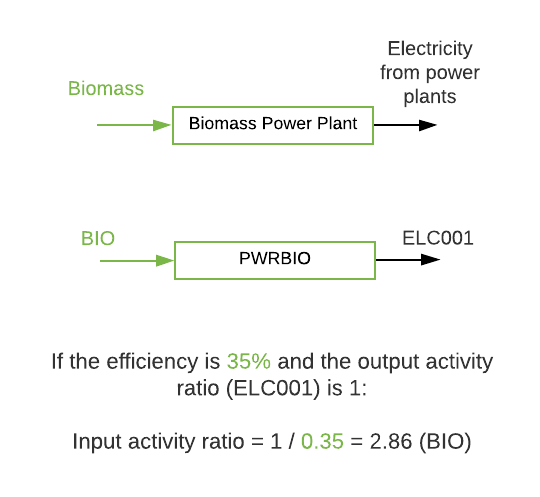 Electricity
from power
plants
Biomass
Biomass Power Plant
BIO
ELC001
PWRBIO
If the efficiency is 35% and the output activity
ratio (ELC001) is 1:
Input activity ratio = 1 / 0.35 = 2.86 (BIO)